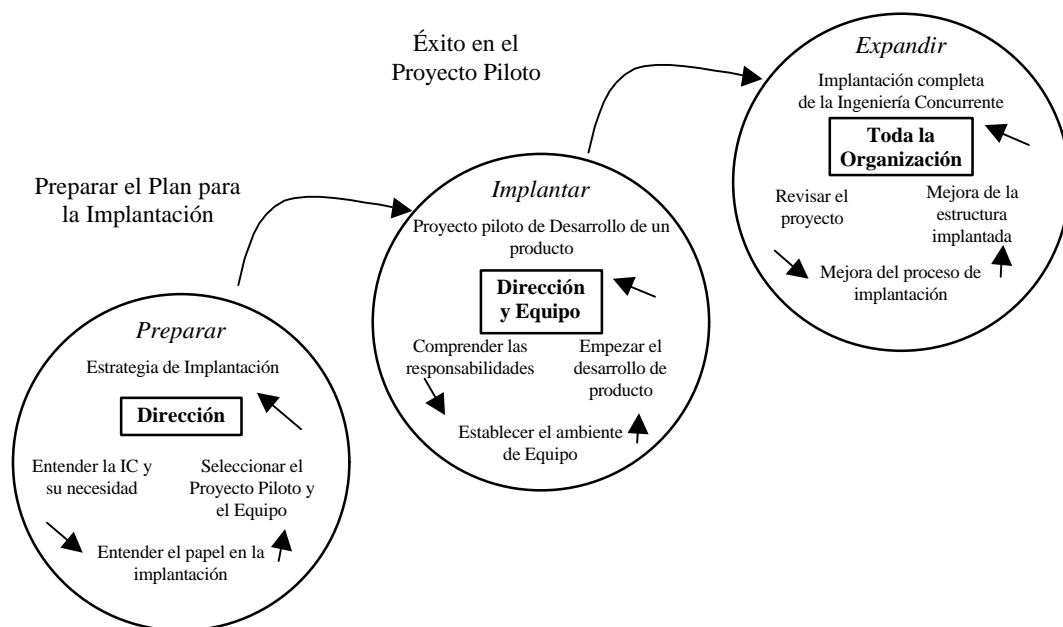 Éxito en el
Proyecto Piloto
Preparar el Plan para
la Implantación
Preparar
Estrategia de Implantación
Dirección
Entender la IC y
su necesidad
Entender el papel en la
implantación
Seleccionar el
Proyecto Piloto y
el Equipo
Implantar
Proyecto piloto de Desarrollo de un
producto
Dirección
y Equipo
Comprender las
responsabilidades
Establecer el ambiente
de Equipo
Empezar el
desarrollo de
producto
Expandir
Implantación completa
de la Ingeniería Concurrente
Toda la
Organización
Revisar el
proyecto
Mejora del proceso de
implantación
Mejora de la
estructura
implantada